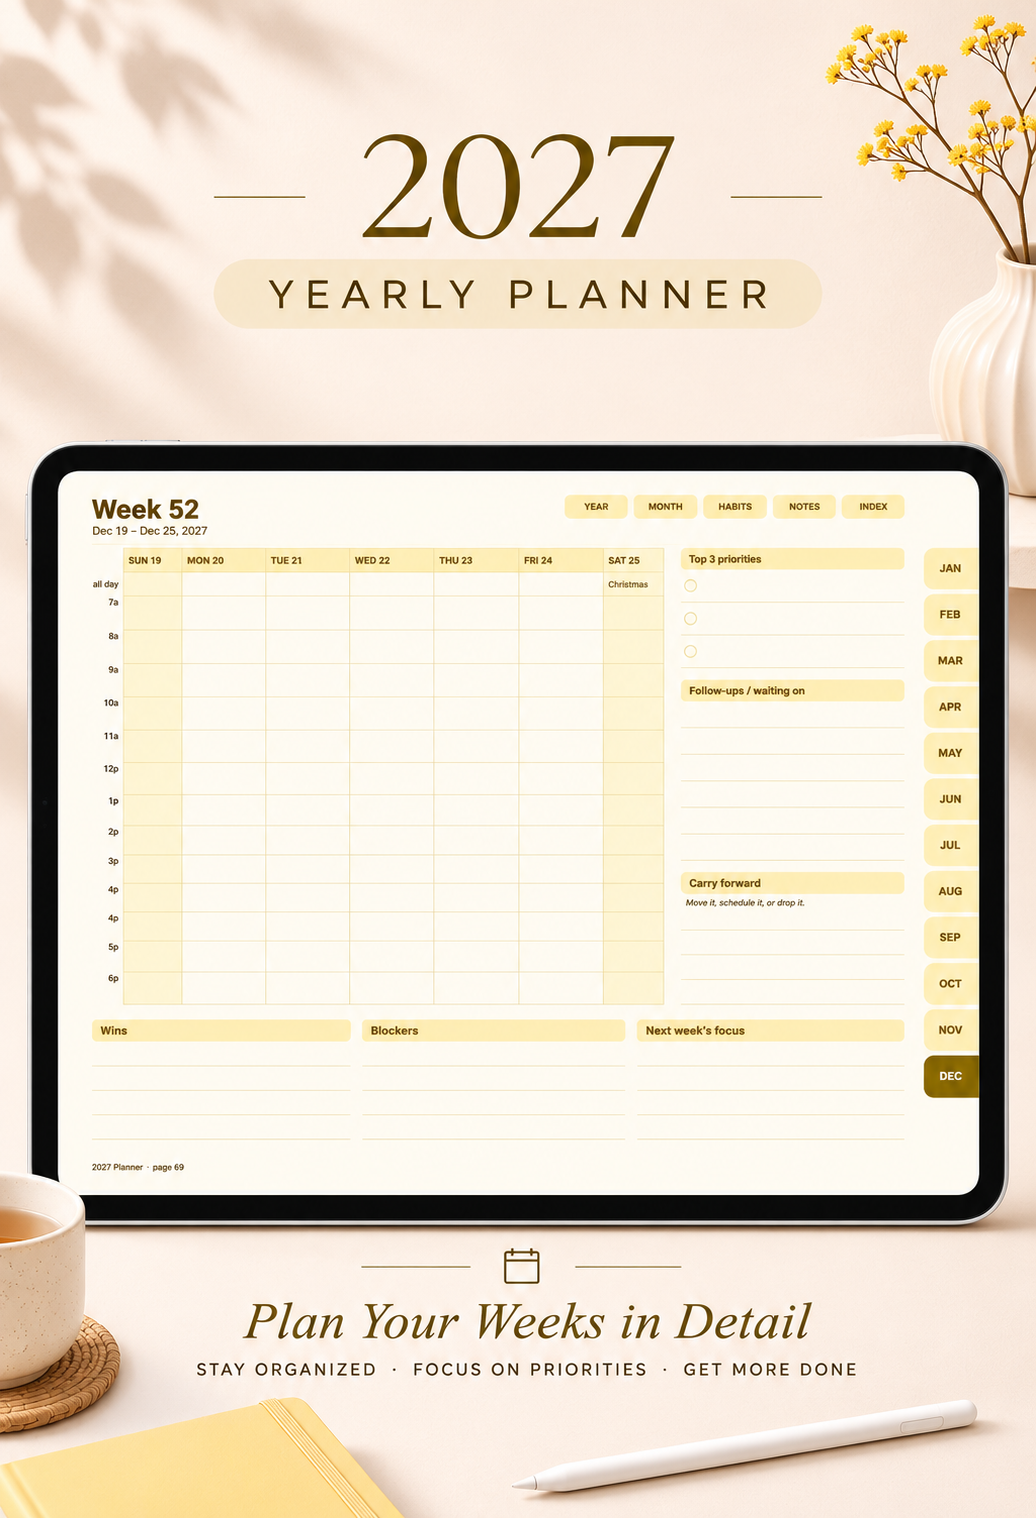 2027
YEARLY PLANNER
Week 52
Dec 19 – Dec 25, 2027
YEAR MONTH HABITS NOTES INDEX
SUN 19 MON 20 TUE 21 WED 22 THU 23 FRI 24 SAT 25
all day Christmas
7a
8a
9a
10a
11a
12p
1p
2p
3p
4p
4p
5p
6p
Top 3 priorities
Follow-ups / waiting on
Carry forward
Move it, schedule it, or drop it.
JAN
FEB
MAR
APR
MAY
JUN
JUL
AUG
SEP
OCT
NOV
DEC
Wins
Blockers
Next week's focus
2027 Planner · page 69
Plan Your Weeks in Detail
STAY ORGANIZED · FOCUS ON PRIORITIES · GET MORE DONE